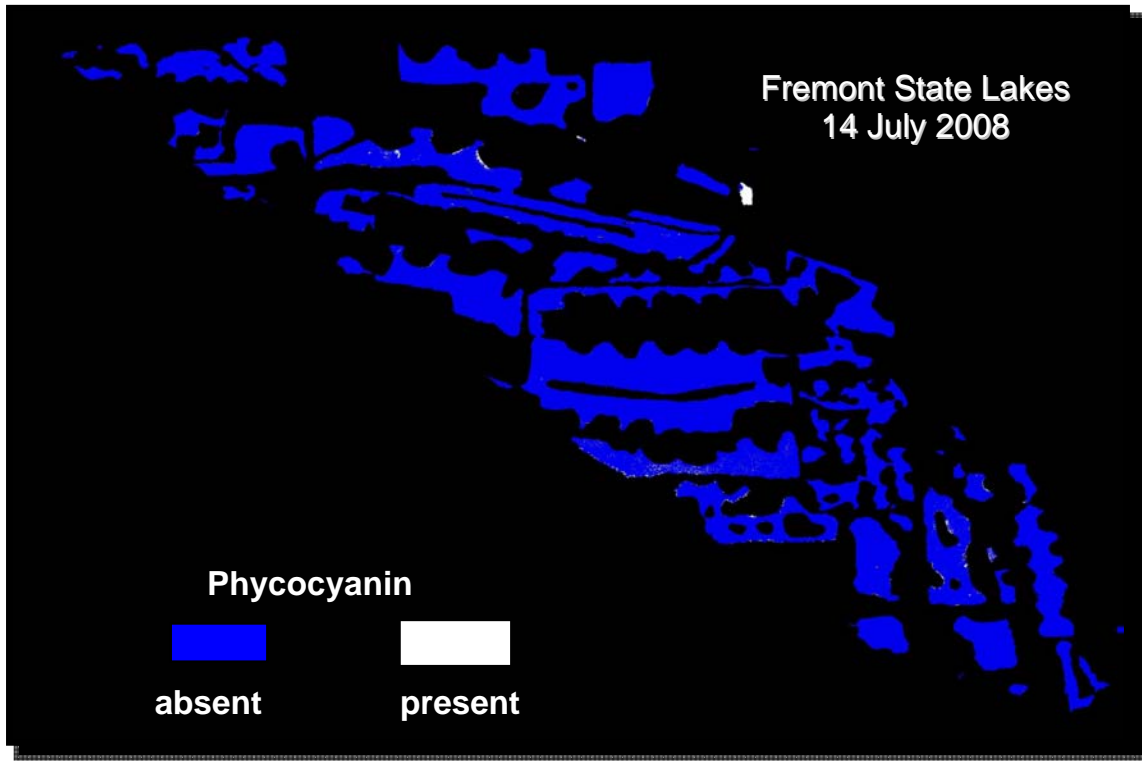 Fremont State Lakes
14 July 2008
Phycocyanin
absent present